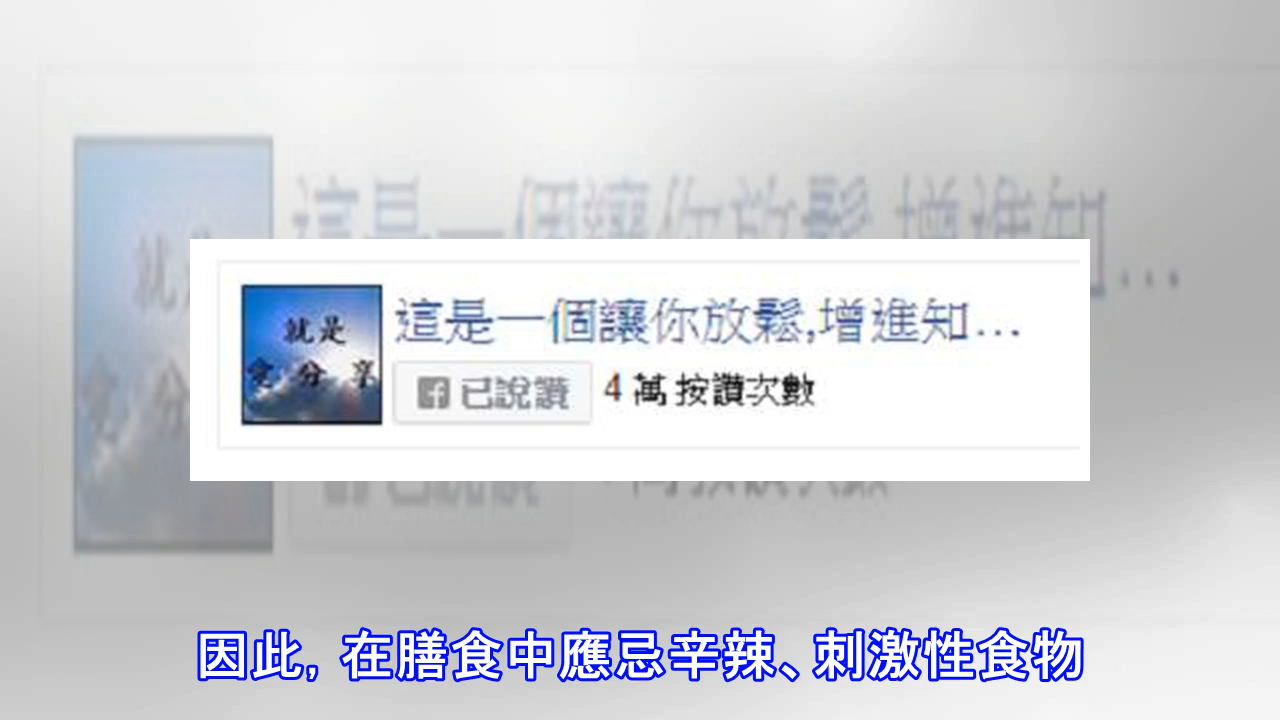 這是一個讓你放鬆,增進知...
就是
愛分享
已說讚
4 萬 按讚次數
因此, 在膳食中應忌辛辣、刺激性食物